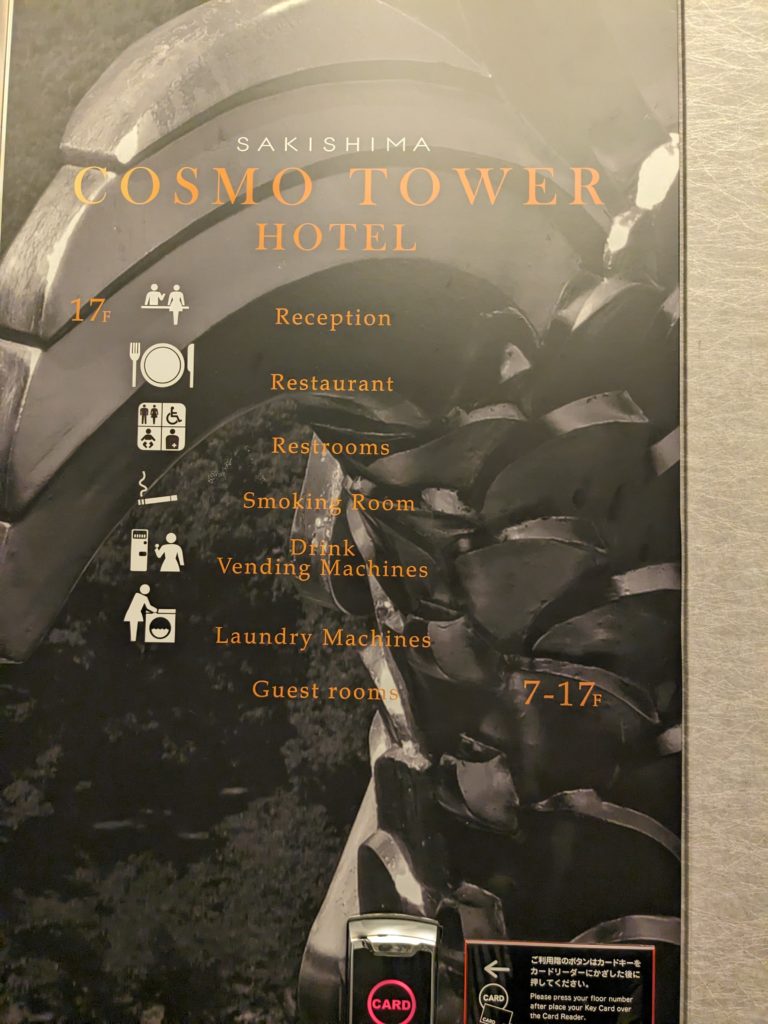 SAKISHIMA
COSMO TOWER
HOTEL
17F Reception
Restaurant
Restrooms
Smoking Room
Drink
Vending Machines
Laundry Machines
Guest rooms 7-17F
CARD
ご利用階のボタンはカードキーを
カードリーダーにかざした後に
押してください。
CARD
Please press your floor number
after place your Key Card over
the Card Reader.
CARD